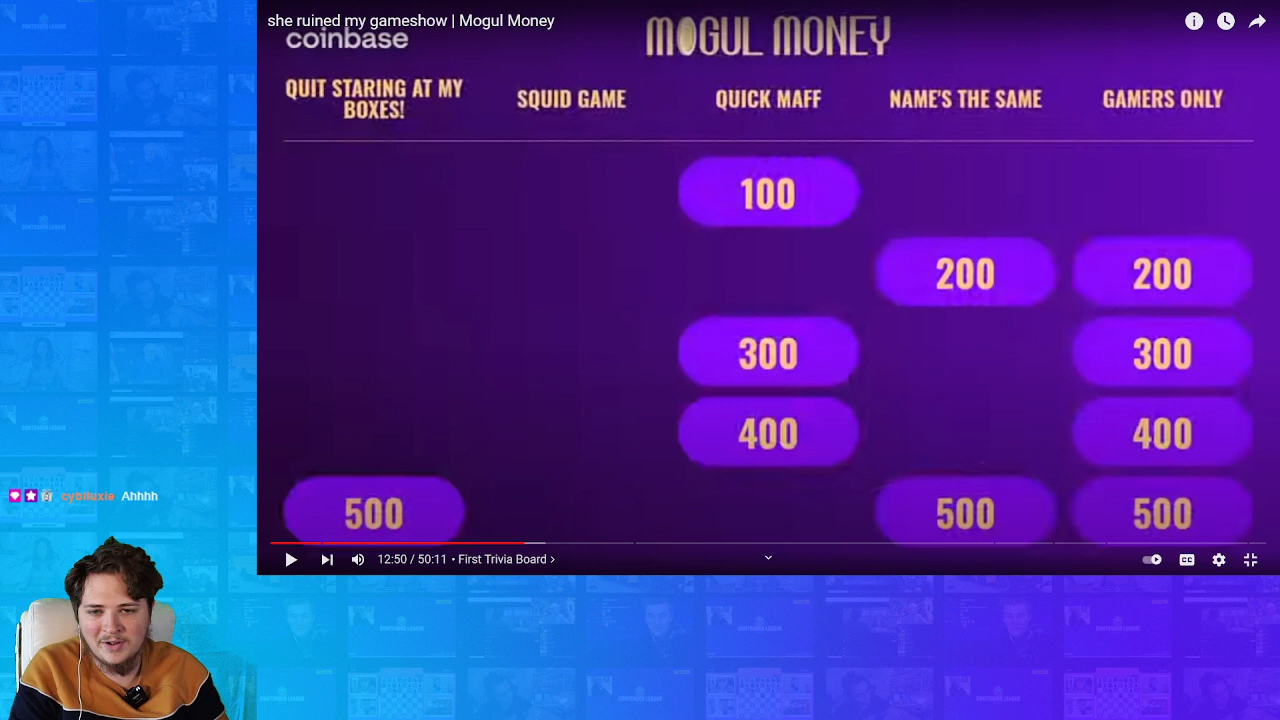 she ruined my gameshow | Mogul Money
coinbase
MOGUL MONEY
QUIT STARING AT MY
BOXES!
SQUID GAME
QUICK MAFF
NAME'S THE SAME
GAMERS ONLY
100
200
200
300
300
400
400
500
500
500
12:50 / 50:11 • First Trivia Board ›
CC
cybiluxie Ahhhh